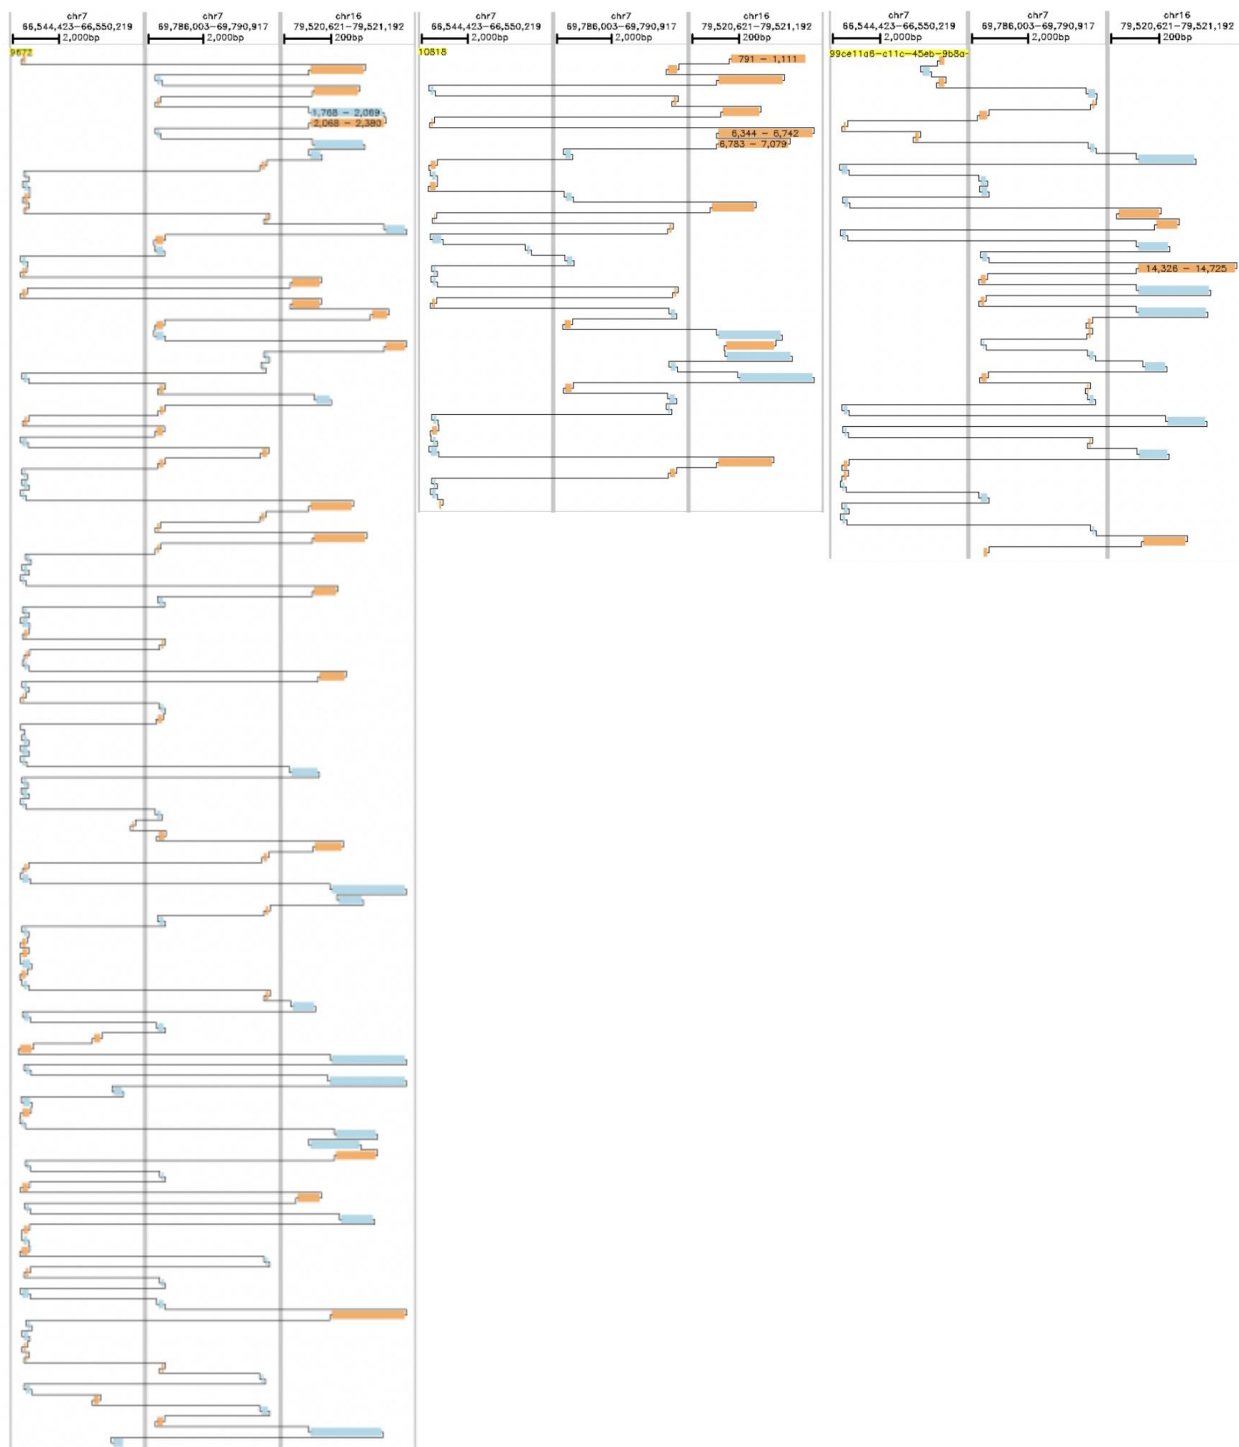 chr7 chr7 chr16
66,544,423-66,550,219 69,786,003-69,790,917 79,520,621-79,521,192
2,000bp 2,000bp 200bp
9672
1,768 - 2,069
2,068 - 2,380
chr7 chr7 chr16
66,544,423-66,550,219 69,786,003-69,790,917 79,520,621-79,521,192
2,000bp 2,000bp 200bp
10818
791 - 1,111
6,344 - 6,742
6,783 - 7,079
chr7 chr7 chr16
66,544,423-66,550,219 69,786,003-69,790,917 79,520,621-79,521,192
2,000bp 2,000bp 200bp
99ce11a6-c11c-45eb-9b8a-
14,326 - 14,725